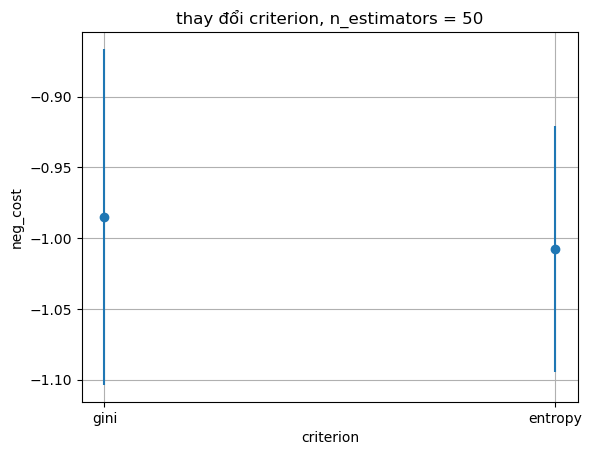 thay đổi criterion, n_estimators = 50
−0.90
−0.95
−1.00
−1.05
−1.10
neg_cost
gini
entropy
criterion